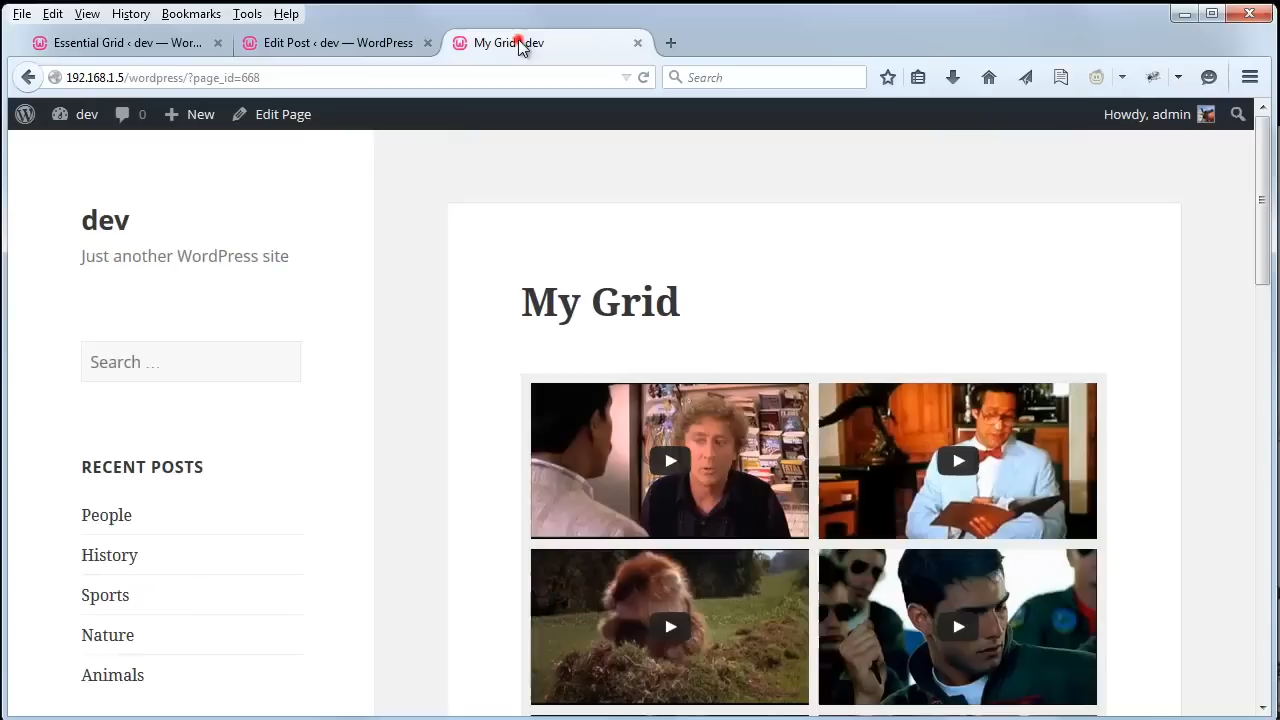 File Edit View History Bookmarks Tools Help
Essential Grid ‹ dev — Wor...
Edit Post ‹ dev — WordPress
My Grid dev
192.168.1.5/wordpress/?page_id=668
Search
dev 0 New Edit Page
Howdy, admin
dev
Just another WordPress site
Search …
RECENT POSTS
People
History
Sports
Nature
Animals
My Grid